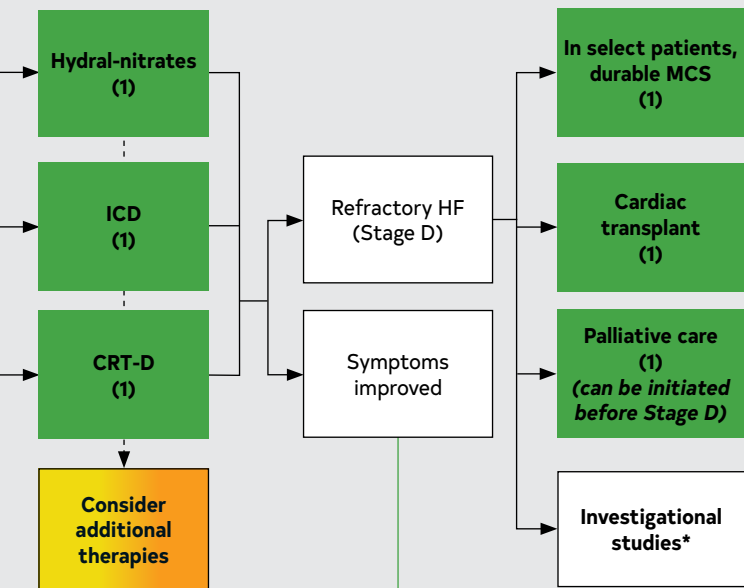 Hydral-nitrates
(1)
ICD
(1)
CRT-D
(1)
Consider
additional
therapies
Refractory HF
(Stage D)
Symptoms
improved
In select patients,
durable MCS
(1)
Cardiac
transplant
(1)
Palliative care
(1)
(can be initiated
before Stage D)
Investigational
studies*